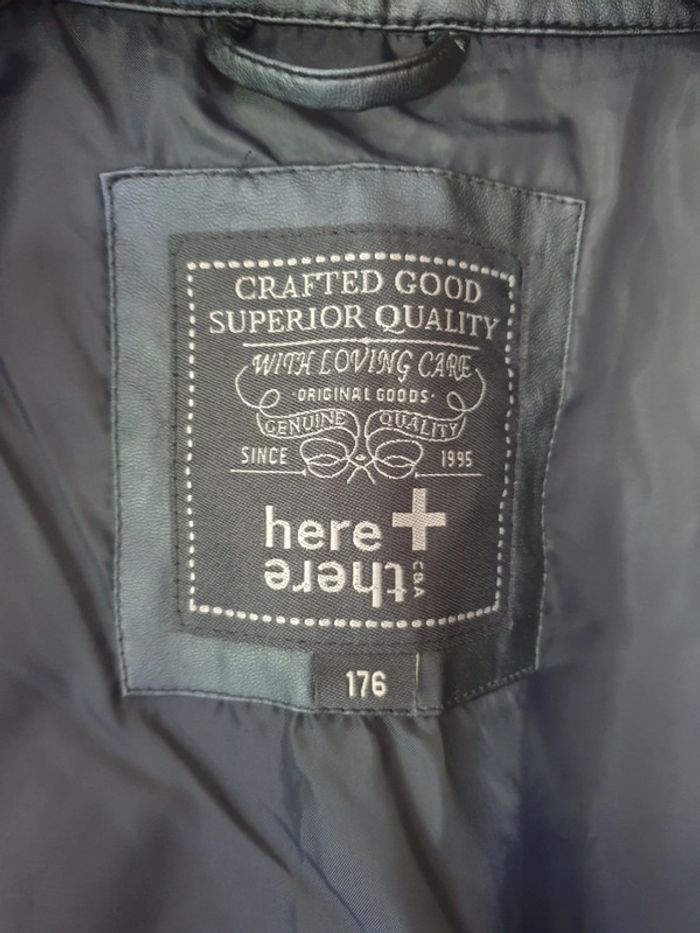 CRAFTED GOOD
SUPERIOR QUALITY
WITH LOVING CARE
·ORIGINAL GOODS·
GENUINE QUALITY
SINCE 1995
here +
there C&A
176